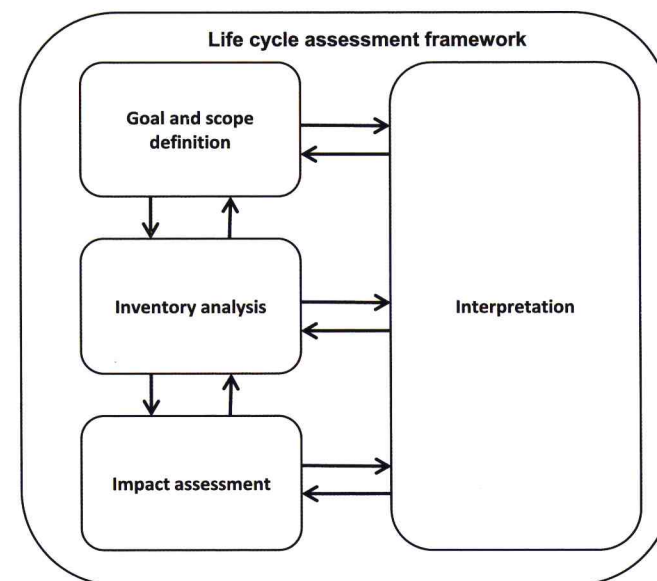 Life cycle assessment framework
Goal and scope
definition
Inventory analysis
Interpretation
Impact assessment